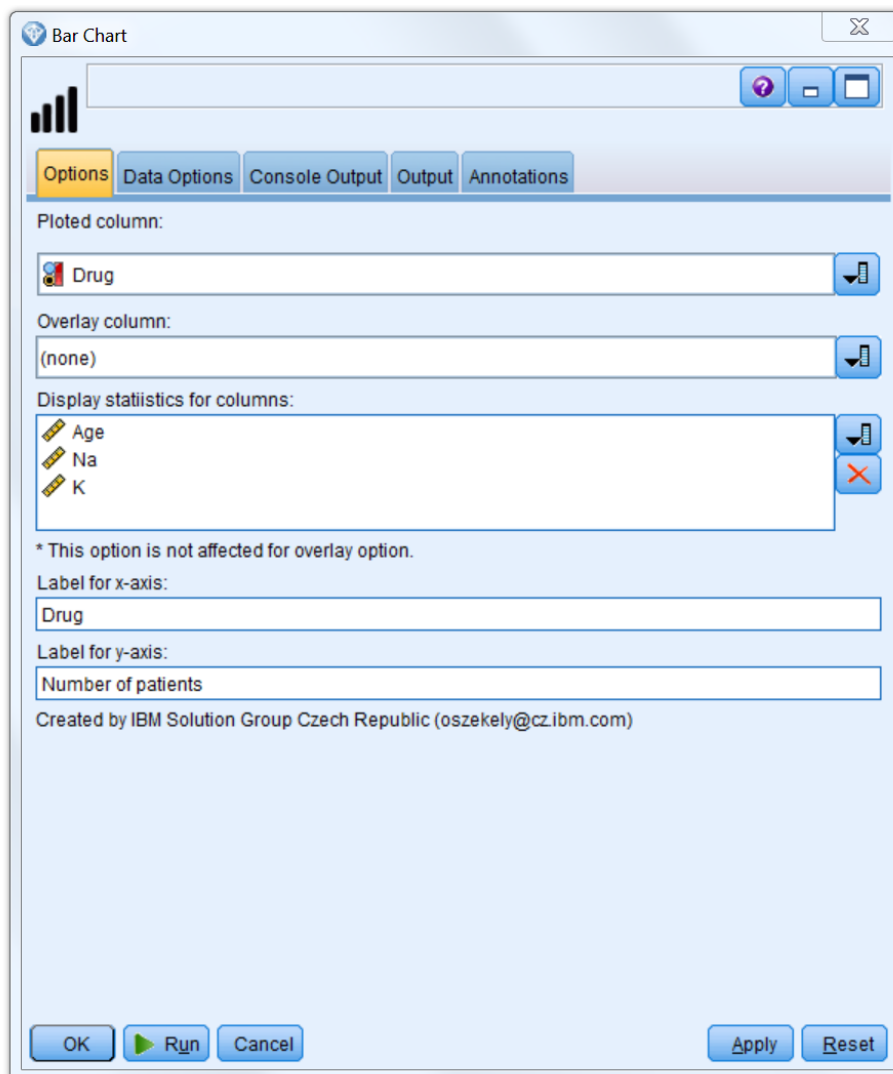 Bar Chart
Options Data Options Console Output Output Annotations
Ploted column:
Drug
Overlay column:
(none)
Display statiistics for columns:
Age
Na
K
* This option is not affected for overlay option.
Label for x-axis:
Drug
Label for y-axis:
Number of patients
Created by IBM Solution Group Czech Republic (oszekely@cz.ibm.com)
OK Run Cancel Apply Reset